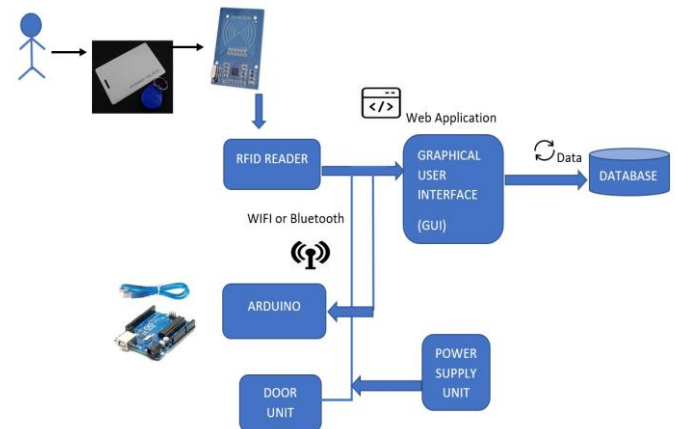 </>
Web Application
RFID READER
GRAPHICAL
USER
INTERFACE
(GUI)
Data
DATABASE
WIFI or Bluetooth
ARDUINO
POWER
SUPPLY
UNIT
DOOR
UNIT